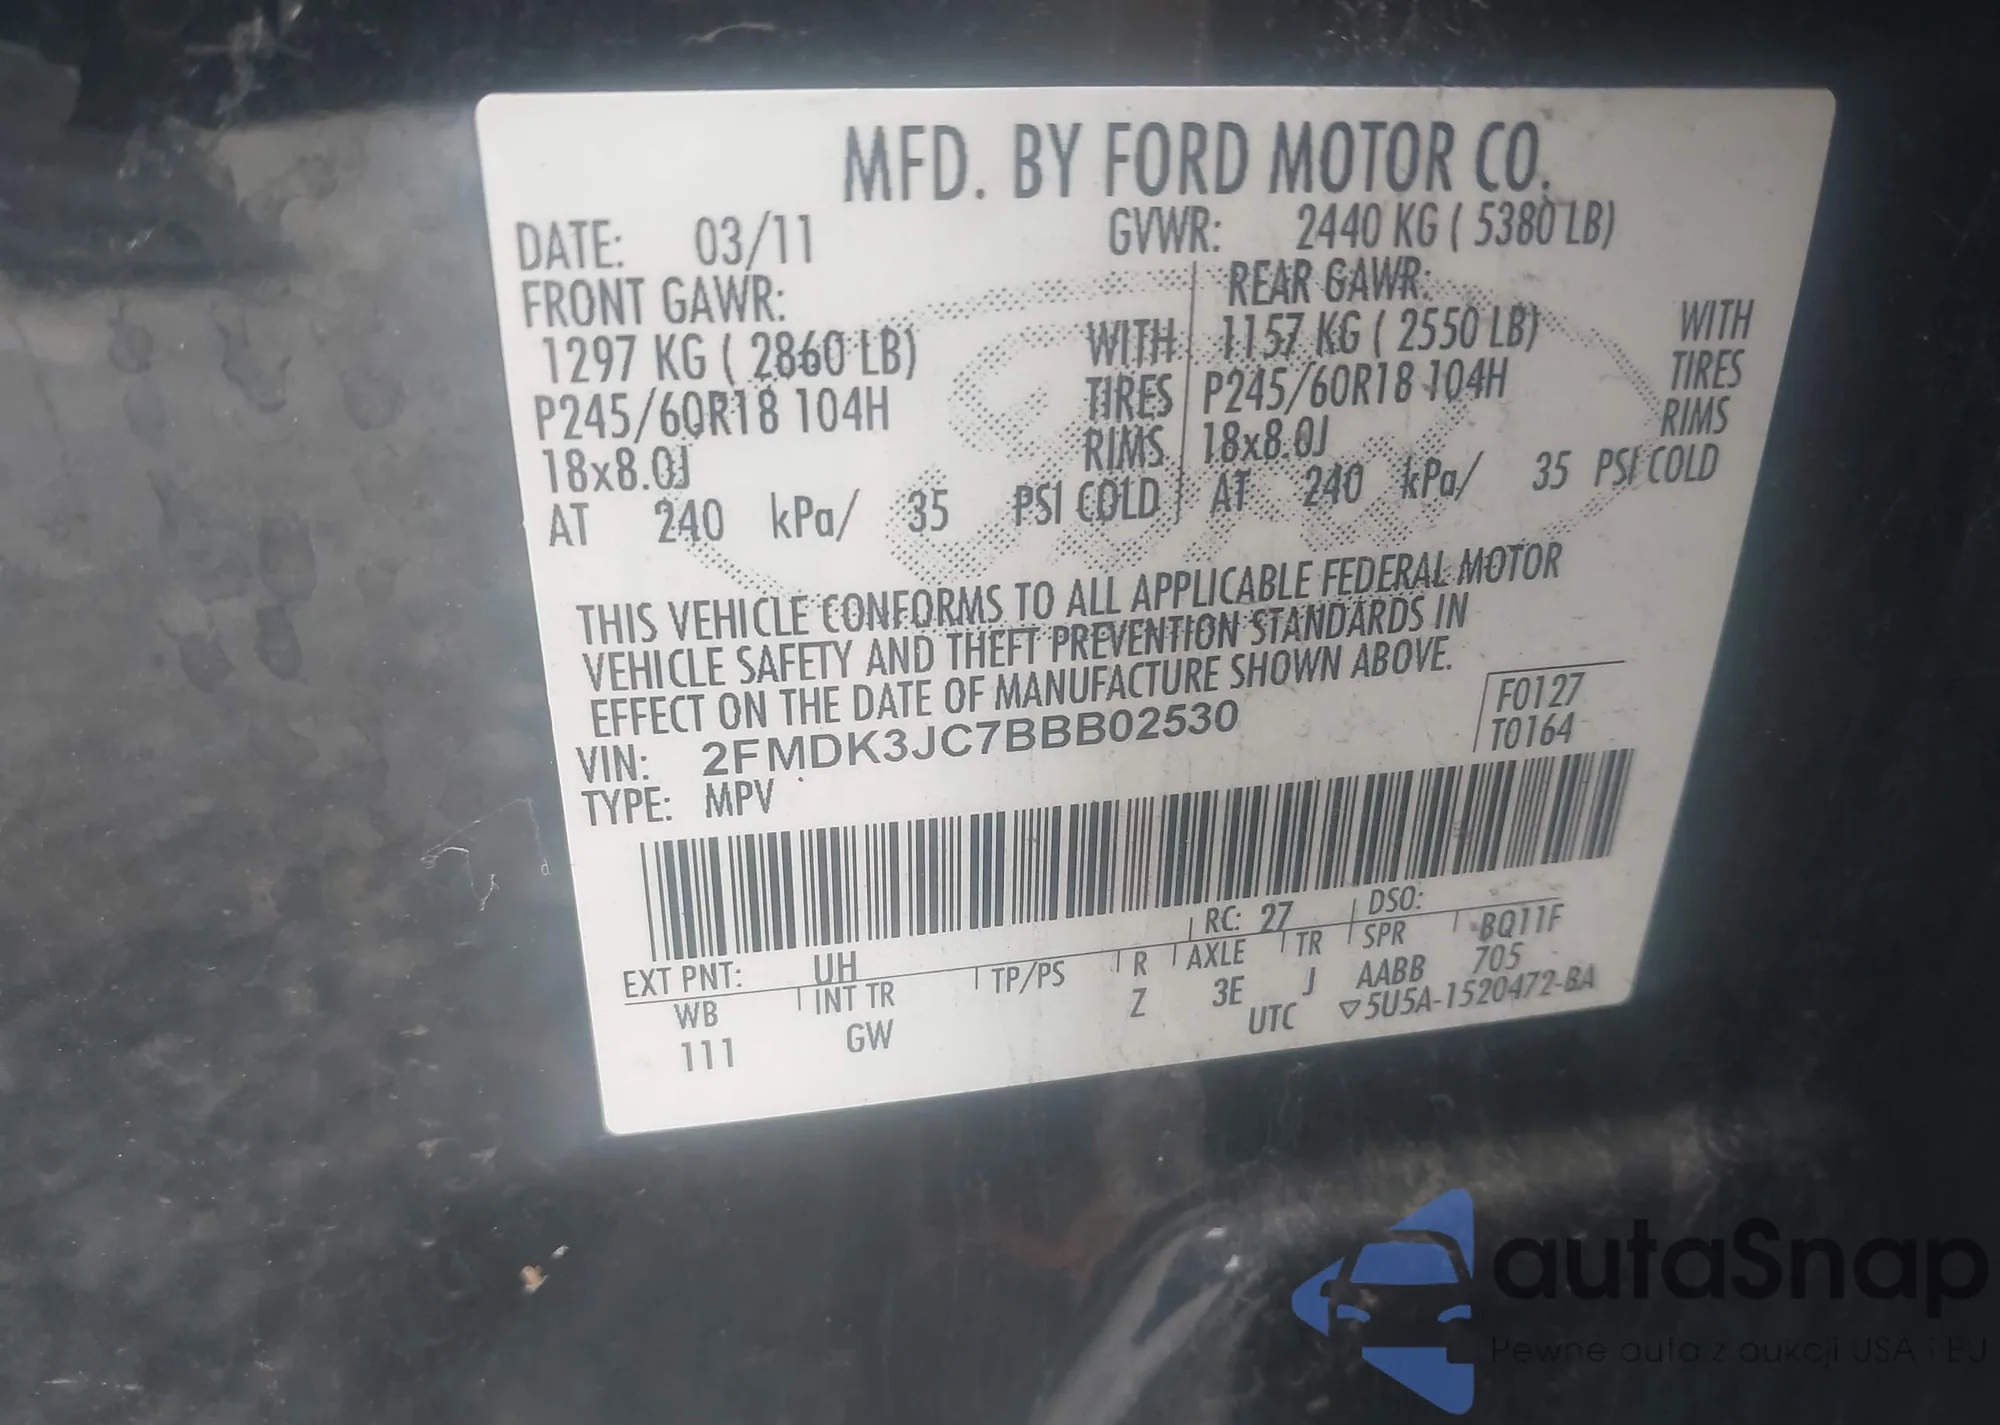 MFD. BY FORD MOTOR CO.
DATE: 03/11 GVWR: 2440 KG ( 5380 LB)
FRONT GAWR: REAR GAWR:
1297 KG ( 2860 LB) WITH 1157 KG ( 2550 LB) WITH
P245/60R18 104H TIRES P245/60R18 104H TIRES
18x8.0J RIMS 18x8.0J RIMS
AT 240 kPa/ 35 PSI COLD AT 240 kPa/ 35 PSI COLD
THIS VEHICLE CONFORMS TO ALL APPLICABLE FEDERAL MOTOR
VEHICLE SAFETY AND THEFT PREVENTION STANDARDS IN
EFFECT ON THE DATE OF MANUFACTURE SHOWN ABOVE.
VIN: 2FMDK3JC7BBB02530
F0127
T0164
TYPE: MPV
EXT PNT: UH RC: 27 DSO:
WB INT TR TP/PS R AXLE TR SPR BQ11F
111 GW Z 3E J AABB 705
UTC ▽5U5A-1520472-BA
autaSnap
Pewne auta z aukcji USA i EU